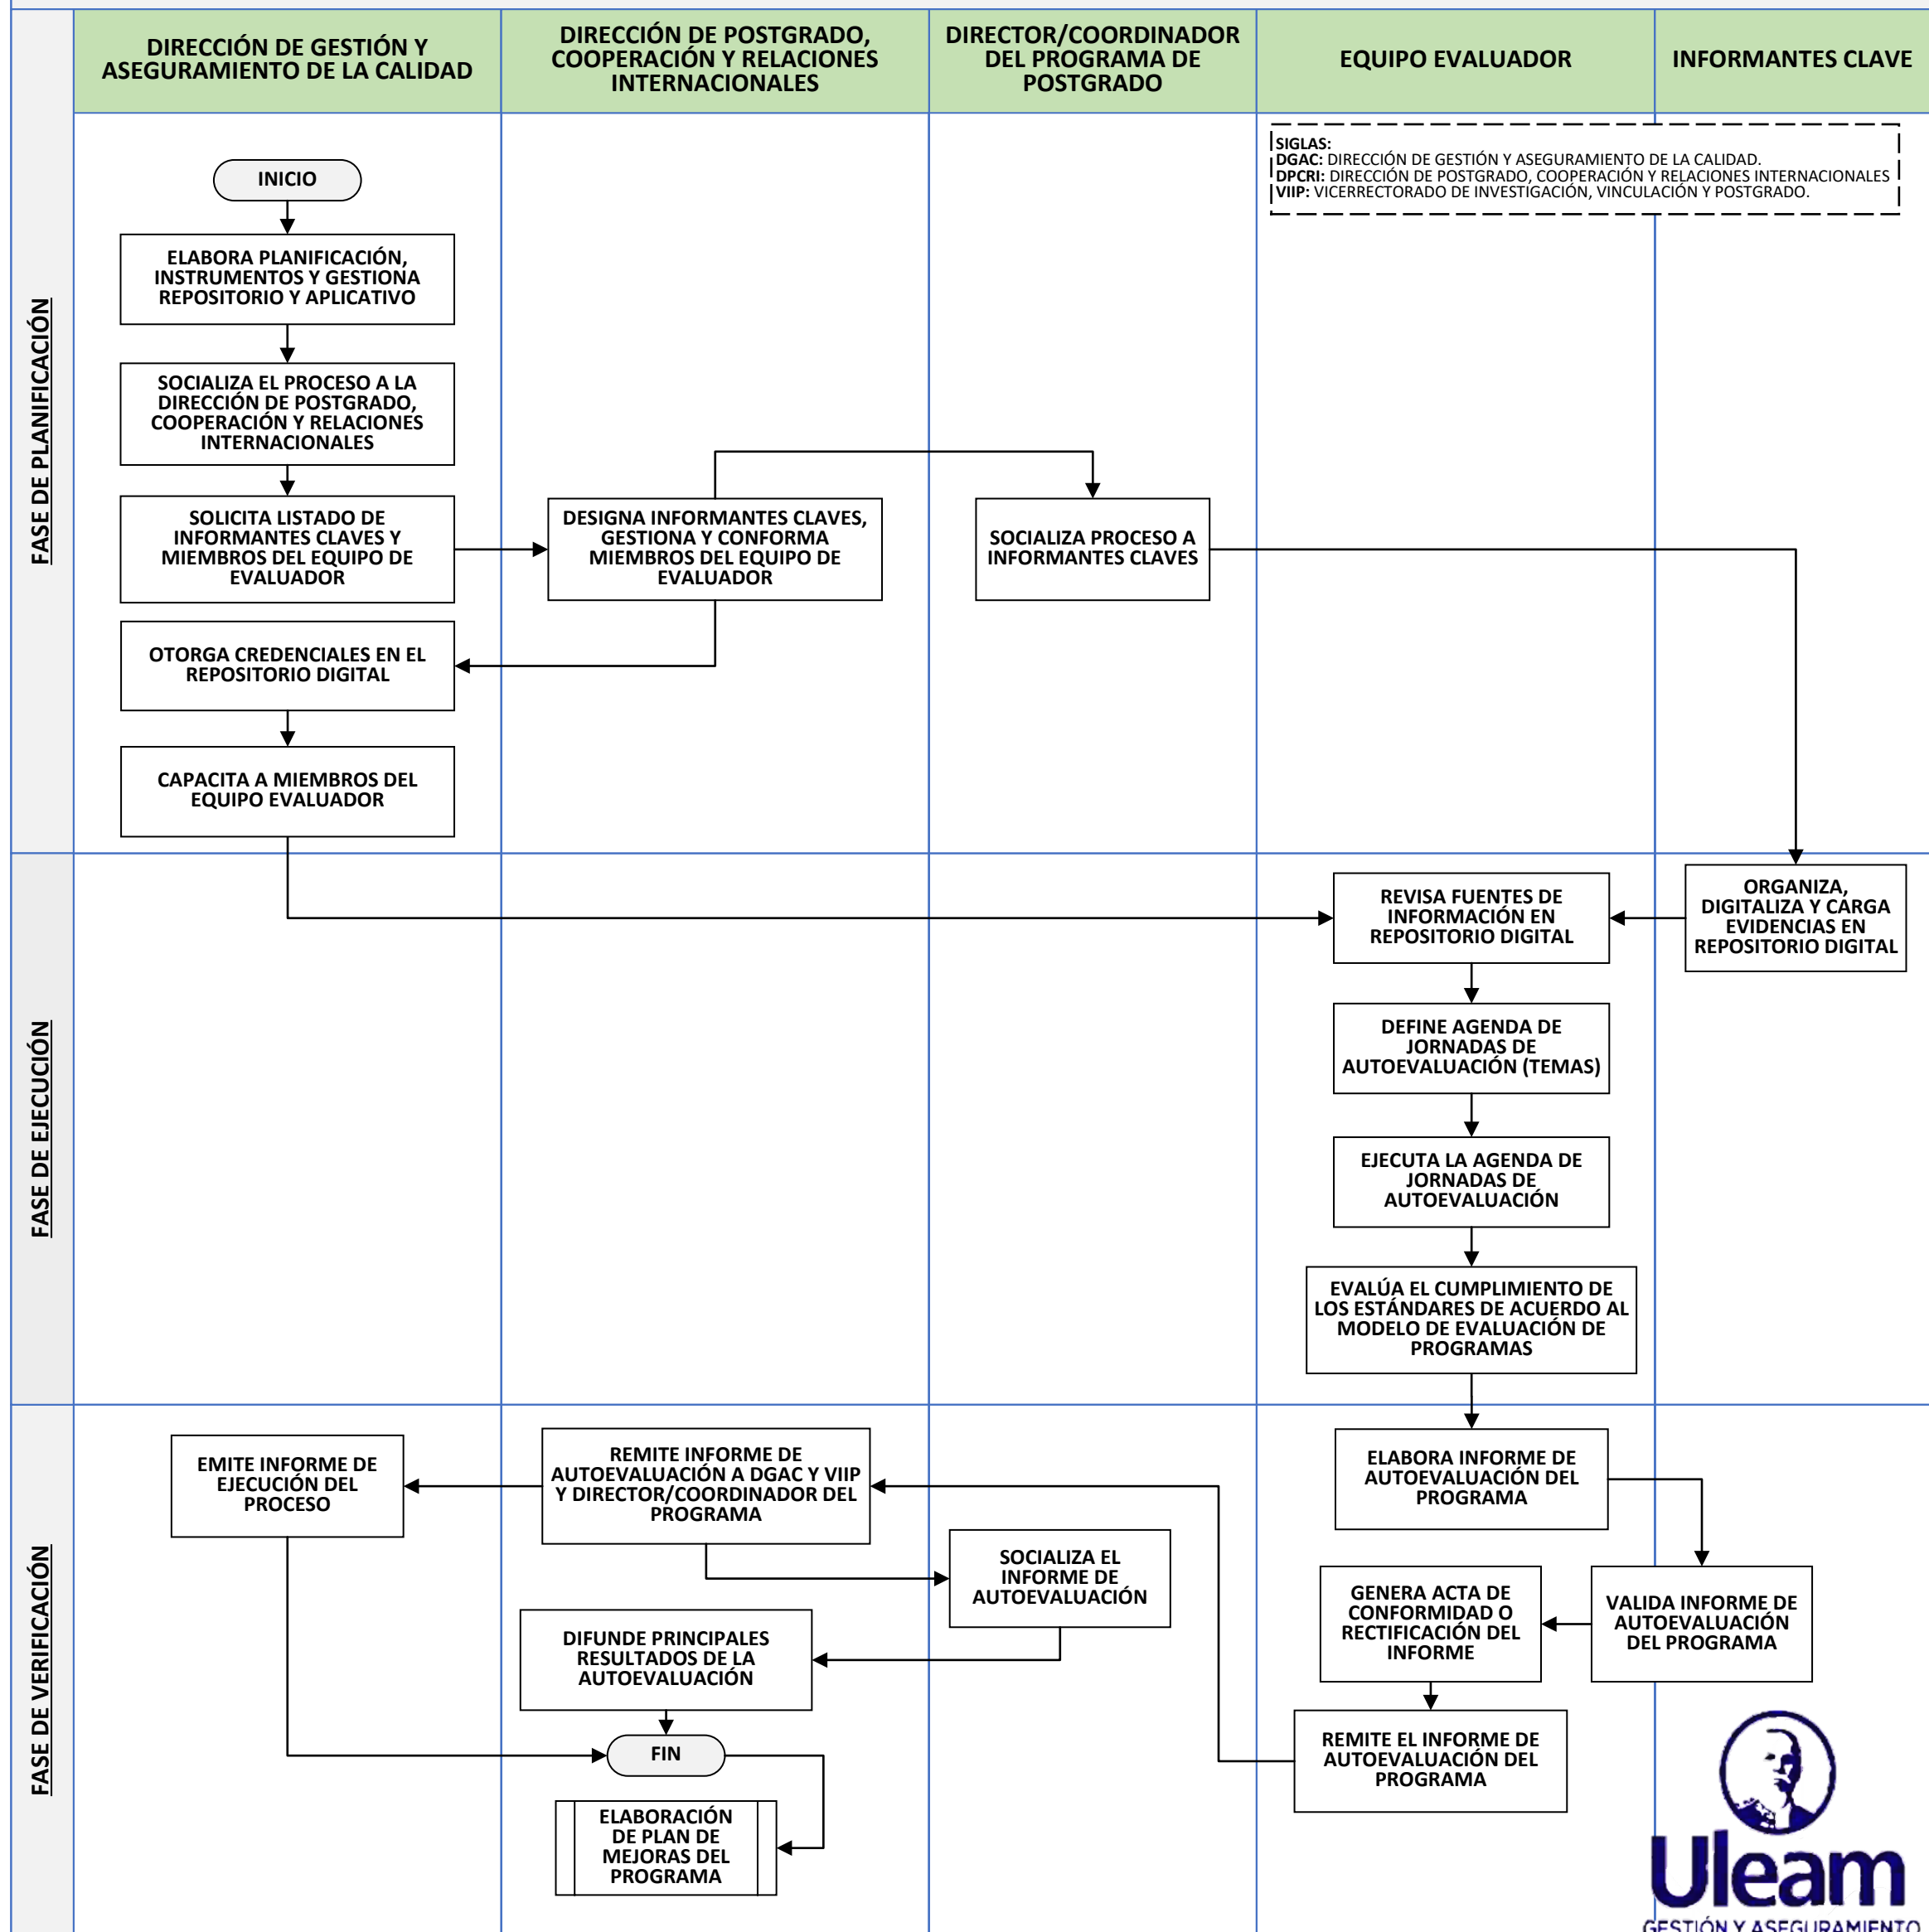 DIRECCIÓN DE GESTIÓN Y
ASEGURAMIENTO DE LA CALIDAD
DIRECCIÓN DE POSTGRADO,
COOPERACIÓN Y RELACIONES
INTERNACIONALES
DIRECTOR/COORDINADOR
DEL PROGRAMA DE
POSTGRADO
EQUIPO EVALUADOR
INFORMANTES CLAVE
SIGLAS:
DGAC: DIRECCIÓN DE GESTIÓN Y ASEGURAMIENTO DE LA CALIDAD.
DPCRI: DIRECCIÓN DE POSTGRADO, COOPERACIÓN Y RELACIONES INTERNACIONALES
VIIP: VICERRECTORADO DE INVESTIGACIÓN, VINCULACIÓN Y POSTGRADO.
FASE DE PLANIFICACIÓN
INICIO
ELABORA PLANIFICACIÓN,
INSTRUMENTOS Y GESTIONA
REPOSITORIO Y APLICATIVO
SOCIALIZA EL PROCESO A LA
DIRECCIÓN DE POSTGRADO,
COOPERACIÓN Y RELACIONES
INTERNACIONALES
SOLICITA LISTADO DE
INFORMANTES CLAVES Y
MIEMBROS DEL EQUIPO DE
EVALUADOR
DESIGNA INFORMANTES CLAVES,
GESTIONA Y CONFORMA
MIEMBROS DEL EQUIPO DE
EVALUADOR
SOCIALIZA PROCESO A
INFORMANTES CLAVES
OTORGA CREDENCIALES EN EL
REPOSITORIO DIGITAL
CAPACITA A MIEMBROS DEL
EQUIPO EVALUADOR
FASE DE EJECUCIÓN
REVISA FUENTES DE
INFORMACIÓN EN
REPOSITORIO DIGITAL
ORGANIZA,
DIGITALIZA Y CARGA
EVIDENCIAS EN
REPOSITORIO DIGITAL
DEFINE AGENDA DE
JORNADAS DE
AUTOEVALUACIÓN (TEMAS)
EJECUTA LA AGENDA DE
JORNADAS DE
AUTOEVALUACIÓN
EVALÚA EL CUMPLIMIENTO DE
LOS ESTÁNDARES DE ACUERDO AL
MODELO DE EVALUACIÓN DE
PROGRAMAS
FASE DE VERIFICACIÓN
EMITE INFORME DE
EJECUCIÓN DEL
PROCESO
REMITE INFORME DE
AUTOEVALUACIÓN A DGAC Y VIIP
Y DIRECTOR/COORDINADOR DEL
PROGRAMA
ELABORA INFORME DE
AUTOEVALUACIÓN DEL
PROGRAMA
SOCIALIZA EL
INFORME DE
AUTOEVALUACIÓN
GENERA ACTA DE
CONFORMIDAD O
RECTIFICACIÓN DEL
INFORME
VALIDA INFORME DE
AUTOEVALUACIÓN
DEL PROGRAMA
DIFUNDE PRINCIPALES
RESULTADOS DE LA
AUTOEVALUACIÓN
REMITE EL INFORME DE
AUTOEVALUACIÓN DEL
PROGRAMA
FIN
ELABORACIÓN
DE PLAN DE
MEJORAS DEL
PROGRAMA
Uleam
GESTIÓN Y ASEGURAMIENTO